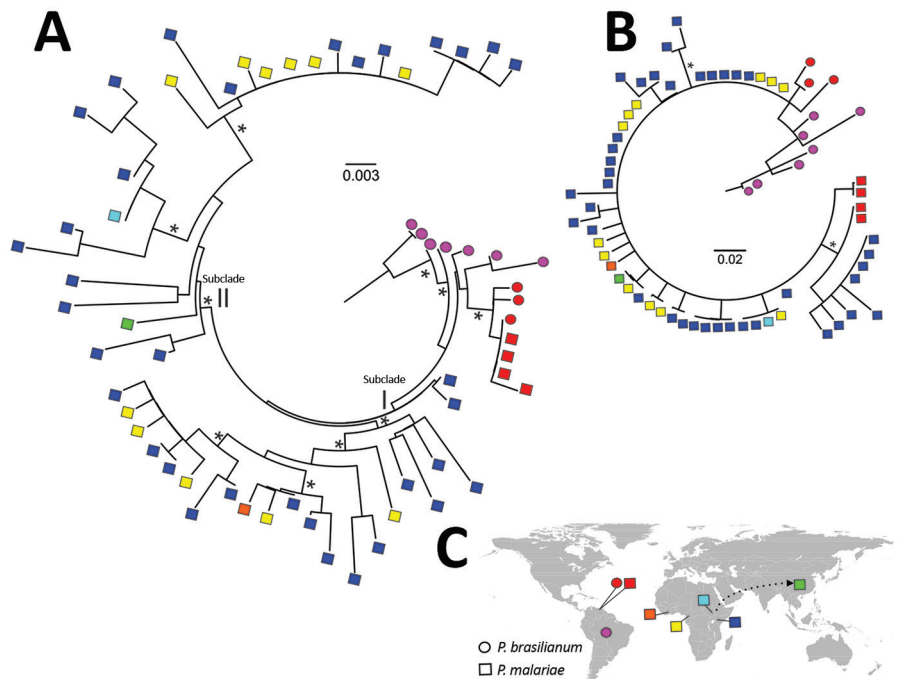 A
B
*
*
*
0.003
0.02
*
*
*
Subclade
II
*
*
*
Subclade
I
*
*
*
*
C
P. brasilianum
P. malariae